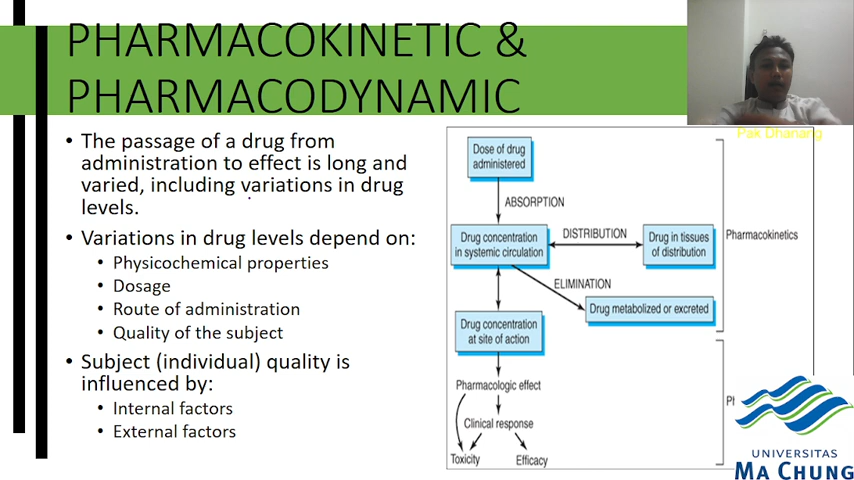 PHARMACOKINETIC &
PHARMACODYNAMIC
Pak Dhanang
• The passage of a drug from
administration to effect is long and
varied, including variations in drug
levels.
• Variations in drug levels depend on:
• Physicochemical properties
• Dosage
• Route of administration
• Quality of the subject
• Subject (individual) quality is
influenced by:
• Internal factors
• External factors
Dose of drug
administered
ABSORPTION
Drug concentration
in systemic circulation
DISTRIBUTION
Drug in tissues
of distribution
Pharmacokinetics
ELIMINATION
Drug metabolized or excreted
Drug concentration
at site of action
Pharmacologic effect
Clinical response
Toxicity
Efficacy
UNIVERSITAS
MA CHUNG